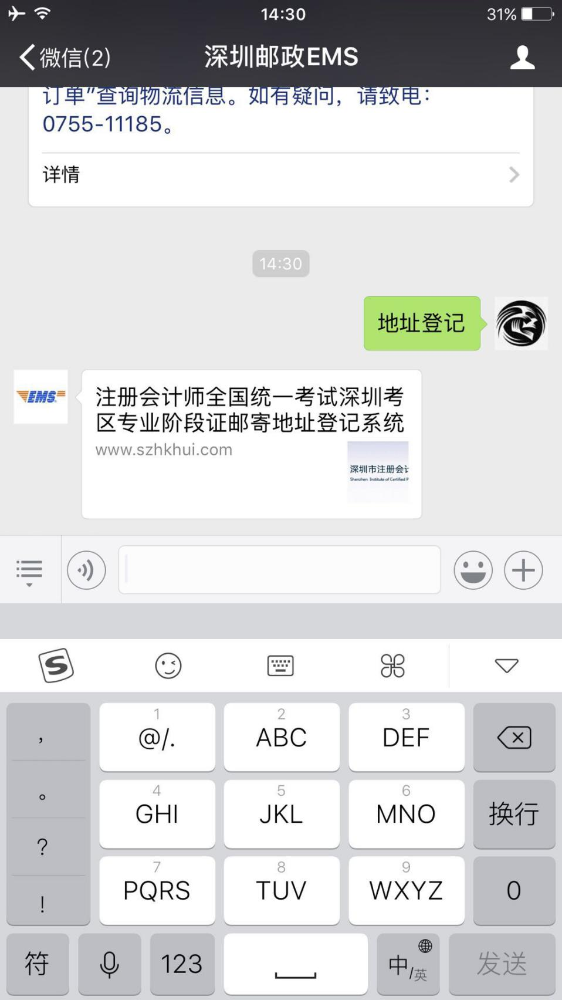 14:30
31%
微信(2)
深圳邮政EMS
订单”查询物流信息。如有疑问，请致电：
0755-11185。
详情
14:30
地址登记
EMS
注册会计师全国统一考试深圳考
区专业阶段证邮寄地址登记系统
www.szhkhui.com
深圳市注册会计
Shenzhen Institute of Certified P
S
，
1
@/.
2
ABC
3
DEF
。
4
GHI
5
JKL
6
MNO
换行
?
7
PQRS
8
TUV
9
WXYZ
0
!
符
123
中/英
发送